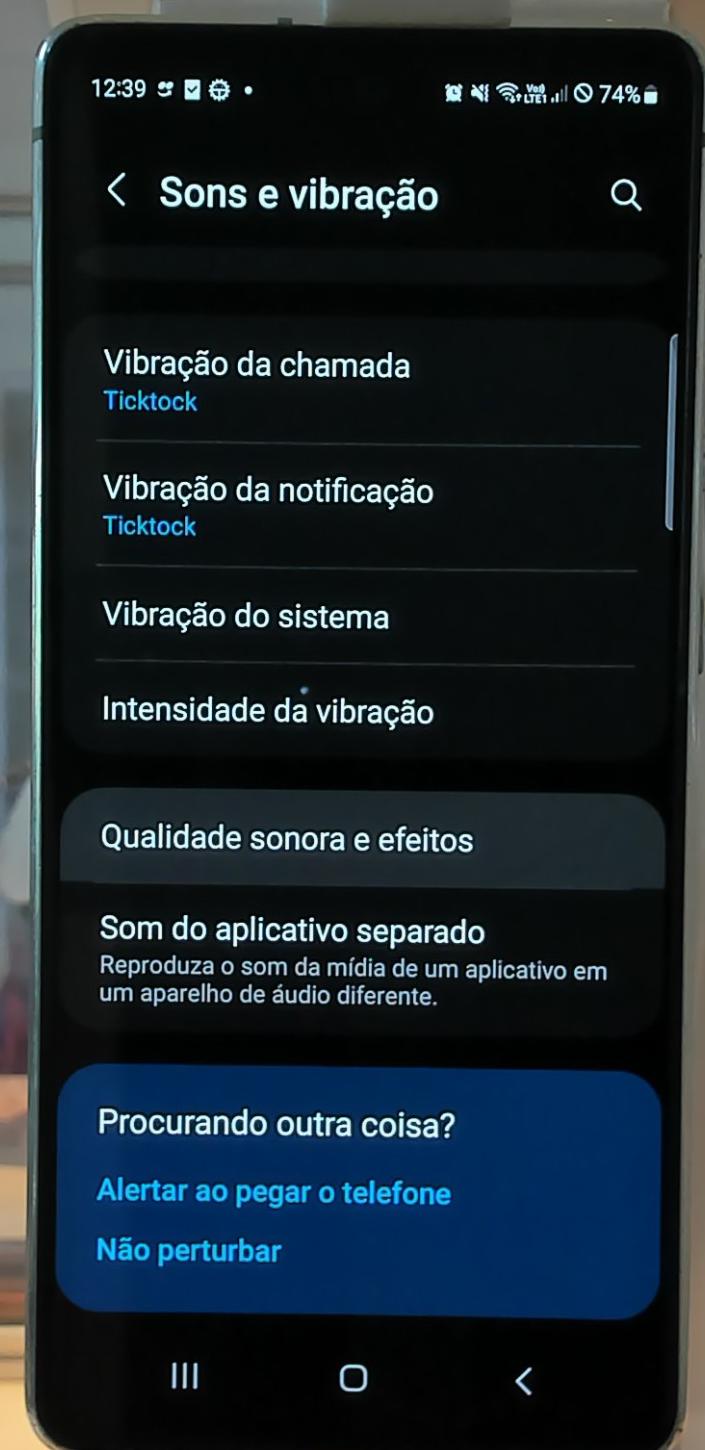 12:39
Vo))
LTE1
74%
Sons e vibração
Vibração da chamada
Ticktock
Vibração da notificação
Ticktock
Vibração do sistema
Intensidade da vibração
Qualidade sonora e efeitos
Som do aplicativo separado
Reproduza o som da mídia de um aplicativo em
um aparelho de áudio diferente.
Procurando outra coisa?
Alertar ao pegar o telefone
Não perturbar